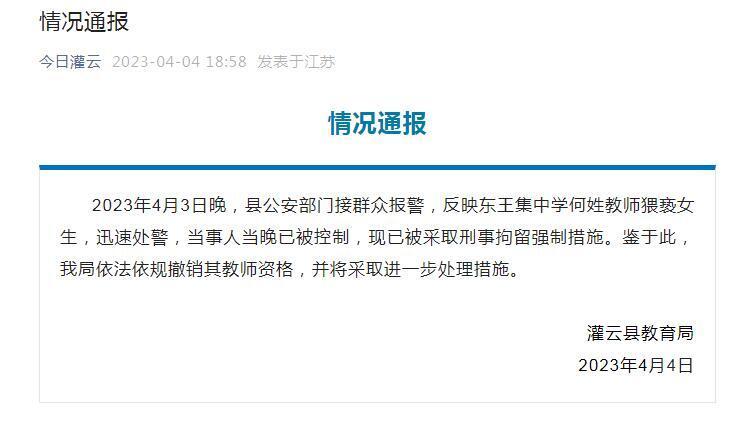 情况通报
今日灌云 2023-04-04 18:58 发表于江苏
情况通报
2023年4月3日晚，县公安部门接群众报警，反映东王集中学何姓教师猥亵女
生，迅速处警，当事人当晚已被控制，现已被采取刑事拘留强制措施。鉴于此，
我局依法依规撤销其教师资格，并将采取进一步处理措施。
灌云县教育局
2023年4月4日